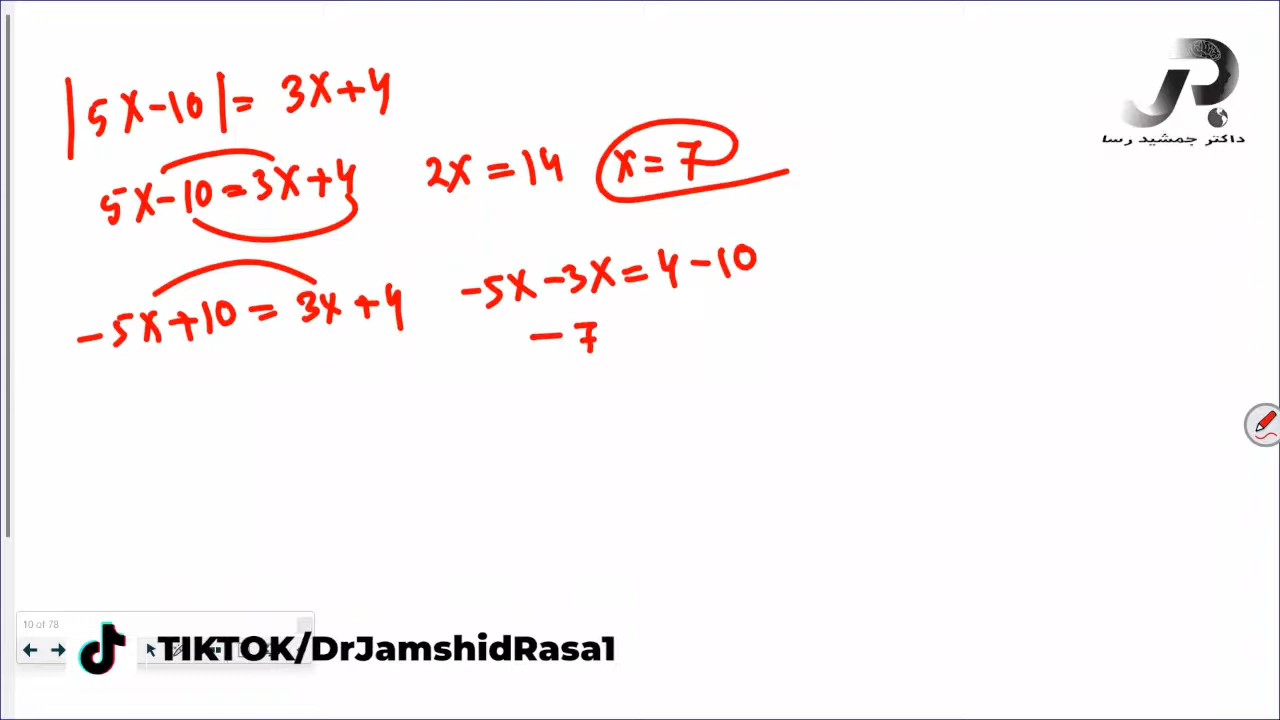 |5x-10| = 3x+4
5x-10=3x+4 2x=14 x=7
-5x+10=3x+4 -5x-3x=4-10
-7
داکتر جمشید رسا
10 of 78
TIKTOK/DrJamshidRasa1